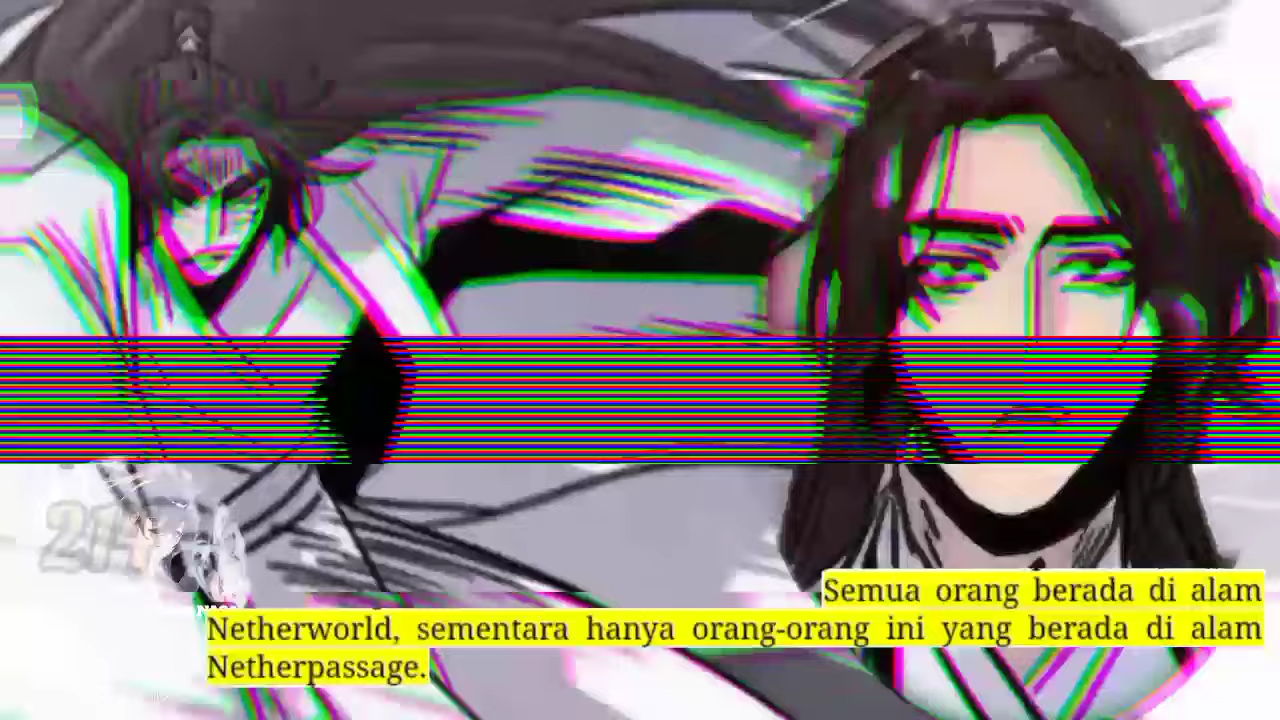 Semua orang berada di alam
Netherworld, sementara hanya orang-orang ini yang berada di alam
Netherpassage.